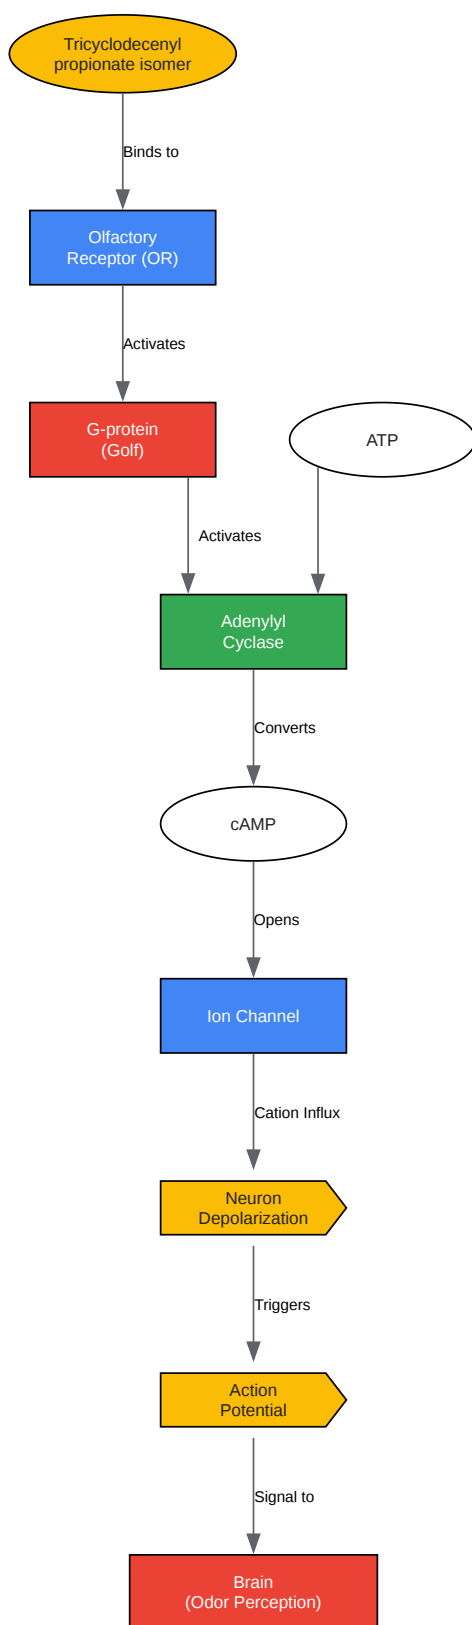 Tricyclodecenyl
propionate isomer
Binds to
Olfactory
Receptor (OR)
Activates
G-protein
(Golf)
ATP
Activates
Adenylyl
Cyclase
Converts
cAMP
Opens
Ion Channel
Cation Influx
Neuron
Depolarization
Triggers
Action
Potential
Signal to
Brain
(Odor Perception)